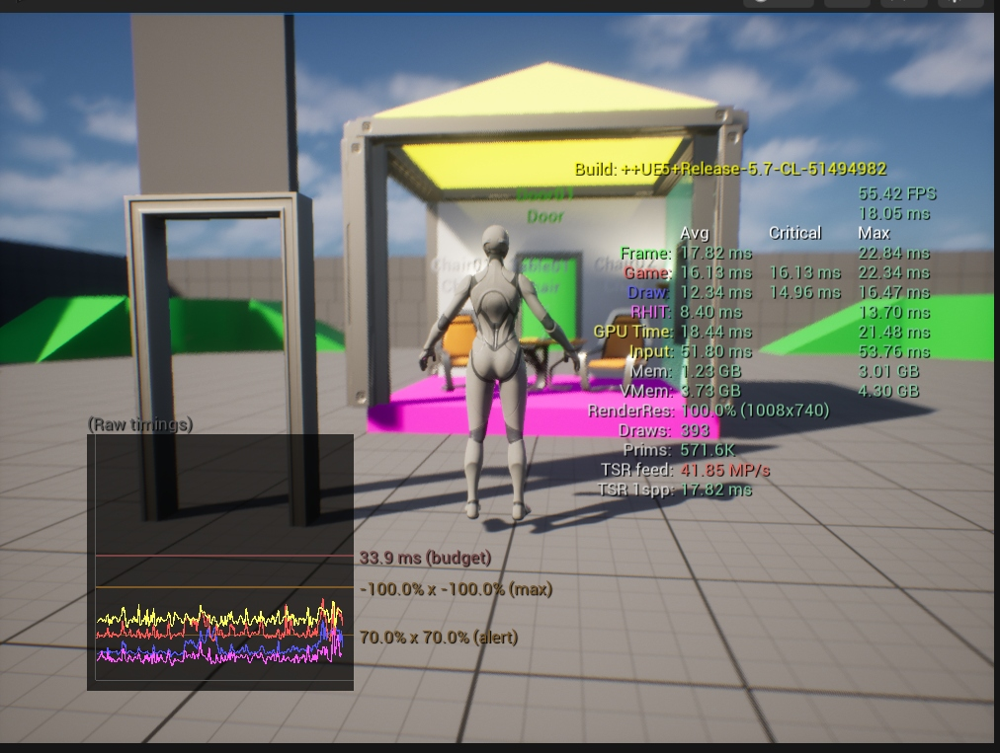 Build: ++UE5+Release-5.7-CL-51494982
55.42 FPS
18.05 ms
Avg Critical Max
Frame: 17.82 ms 22.84 ms
Game: 16.13 ms 16.13 ms 22.34 ms
Draw: 12.34 ms 14.96 ms 16.47 ms
RHIT: 8.40 ms 13.70 ms
GPU Time: 18.44 ms 21.48 ms
Input: 51.80 ms 53.76 ms
Mem: 1.23 GB 3.01 GB
VMem: 3.73 GB 4.30 GB
RenderRes: 100.0% (1008x740)
Draws: 393
Prims: 571.6K
TSR feed: 41.85 MP/s
TSR 1spp: 17.82 ms
Door
(Raw timings)
33.9 ms (budget)
-100.0% x -100.0% (max)
70.0% x 70.0% (alert)